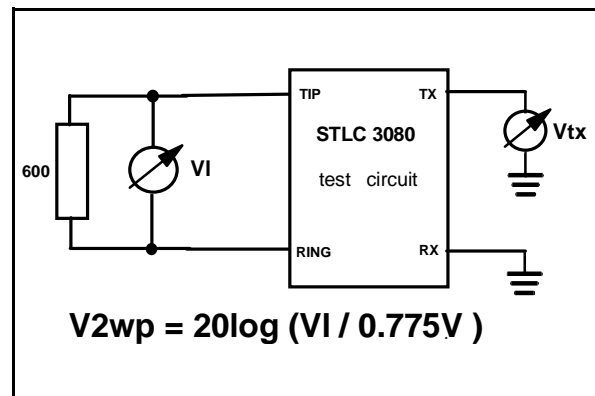 TIP
TX
STLC 3080
Vtx
600
VI
test circuit
RING
RX
V2wp = 20log (VI / 0.775V )